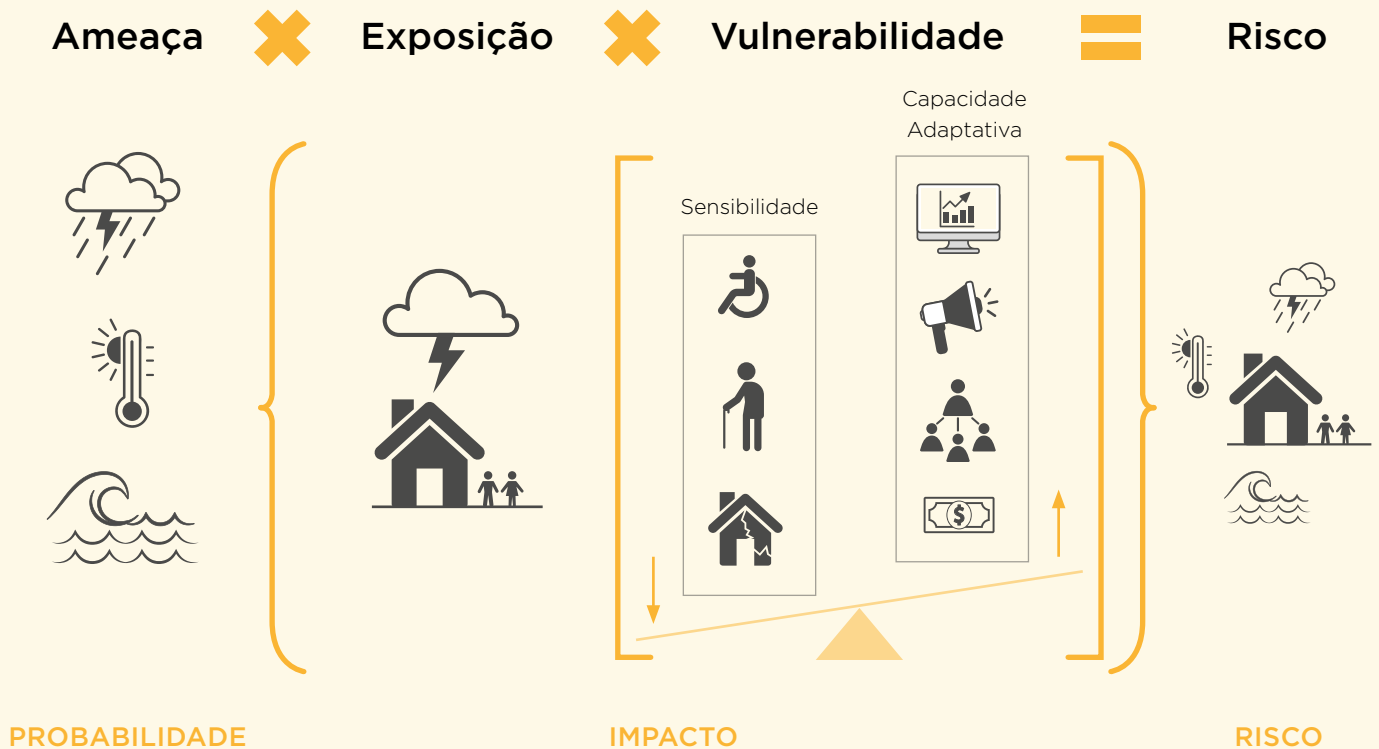 Ameaça
Exposição
Vulnerabilidade
Risco
Capacidade
Adaptativa
Sensibilidade
$
PROBABILIDADE
IMPACTO
RISCO